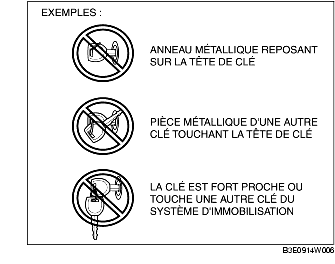 EXEMPLES :
ANNEAU MÉTALLIQUE REPOSANT
SUR LA TÊTE DE CLÉ
PIÈCE MÉTALLIQUE D'UNE AUTRE
CLÉ TOUCHANT LA TÊTE DE CLÉ
LA CLÉ EST FORT PROCHE OU
TOUCHE UNE AUTRE CLÉ DU
SYSTÈME D'IMMOBILISATION
B3E0914W006